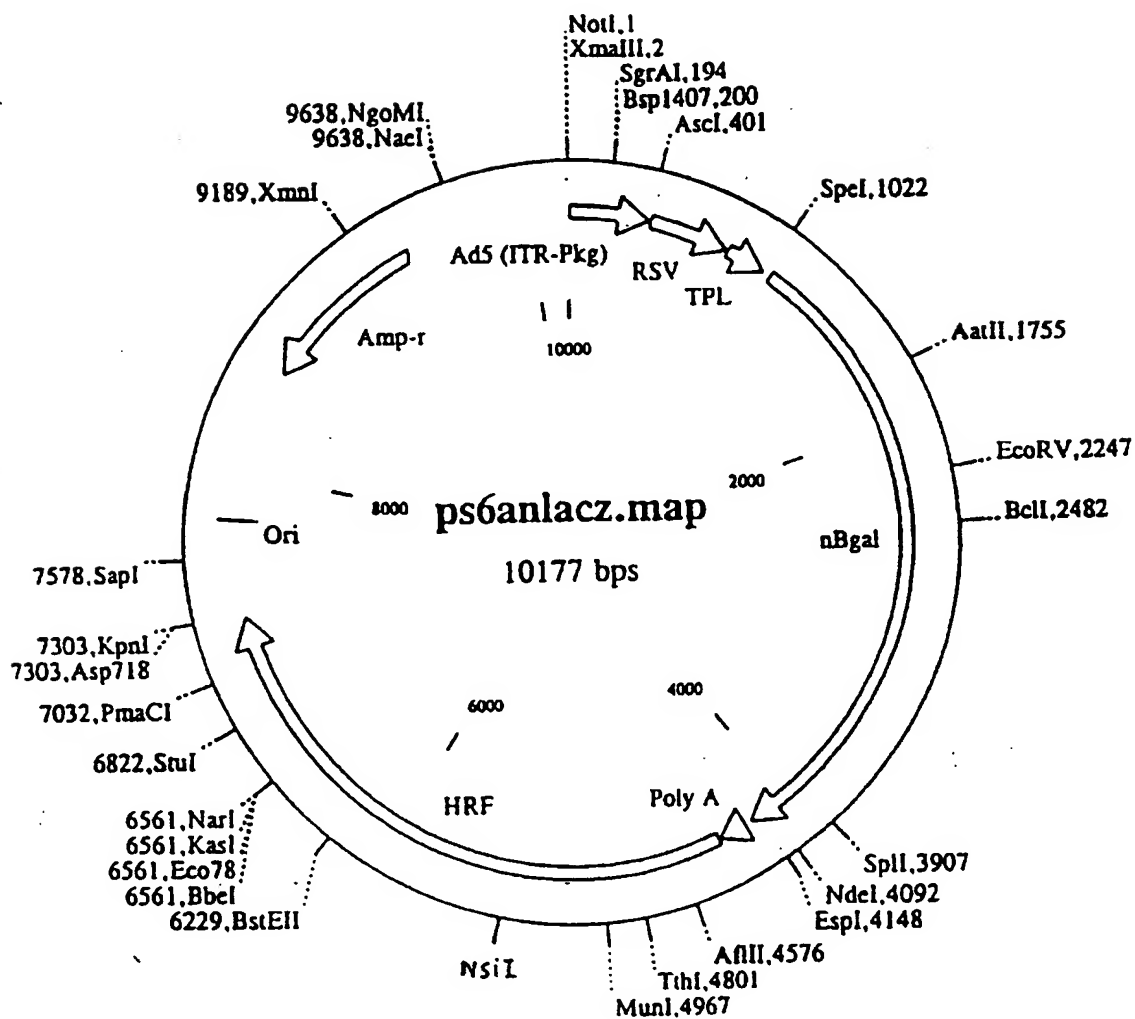 NotI,1
XmaIII,2
SgrAI,194
Bsp1407,200
AscI,401
9638,NgoMI
9638,NaeI
9189,XmnI
SpeI,1022
Ad5 (ITR-Pkg)
RSV
TPL
Amp-r
10000
AatII,1755
EcoRV,2247
2000
8000
ps6anlacz.map
BclI,2482
Ori
nBgal
10177 bps
7578,SapI
7303,KpnI
7303,Asp718
7032,PmaCI
4000
6000
6822,StuI
Poly A
HRF
6561,NarI
6561,KasI
6561,Eco78
6561,BbeI
6229,BstEII
SplI,3907
NdeI,4092
EspI,4148
NsiI
AflII,4576
TthI,4801
MunI,4967